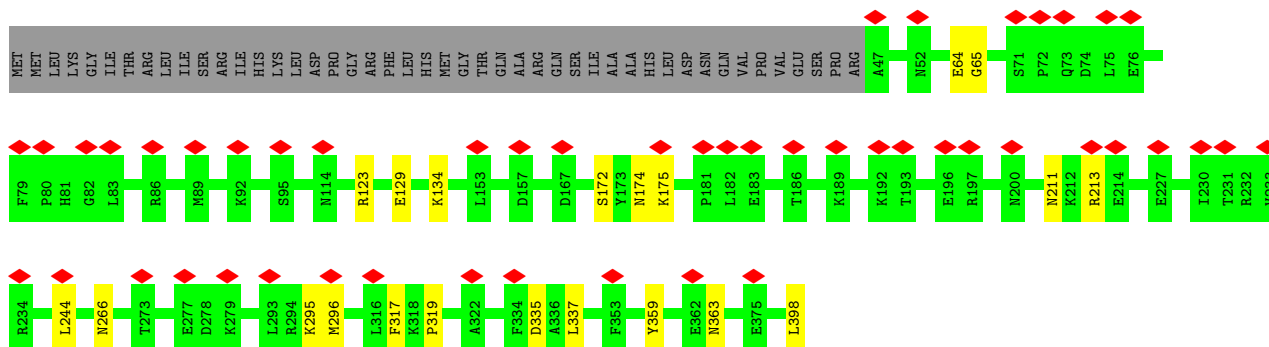 MET MET LEU LYS GLY ILE THR ARG LEU ILE SER ARG ILE HIS LYS LEU ASP PRO GLY ARG PHE LEU HIS MET GLY THR GLN ALA ARG GLN SER ILE ALA ALA HIS LEU ASP ASN GLN VAL PRO VAL GLU SER PRO ARG A47 N52 E64 G65 S71 P72 Q73 D74 L75 E76
F79 P80 H81 G82 L83 R86 M89 K92 S95 N114 R123 E129 K134 L153 D157 D167 S172 Y173 N174 K175 P181 L182 E183 T186 K189 K192 T193 E196 R197 N200 N211 K212 R213 E214 E227 I230 T231 R232
R234 L244 N266 T273 E277 D278 K279 L293 R294 K295 M296 L316 F317 K318 P319 A322 F334 D335 A336 L337 F353 Y359 E362 N363 E375 L398